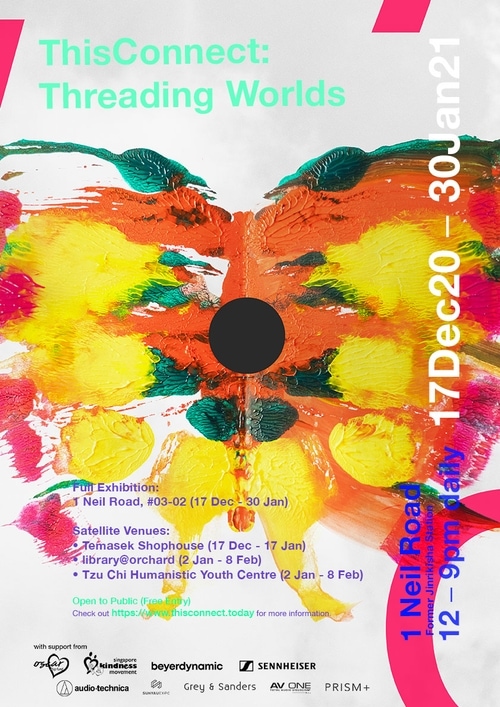 ThisConnect:
Threading Worlds
17Dec20 – 30Jan21
1 Neil Road
Former Jinrikisha Station
12 – 9pm daily
Full Exhibition:
1 Neil Road, #03-02 (17 Dec - 30 Jan)
Satellite Venues:
• Temasek Shophouse (17 Dec - 17 Jan)
• library@orchard (2 Jan - 8 Feb)
• Tzu Chi Humanistic Youth Centre (2 Jan - 8 Feb)
Open to Public (Free Entry)
Check out https://www.thisconnect.today for more information.
with support from
oscar
singapore
kindness
movement
beyerdynamic
SENNHEISER
audio-technica
Grey & Sanders
AV ONE
PRISM+